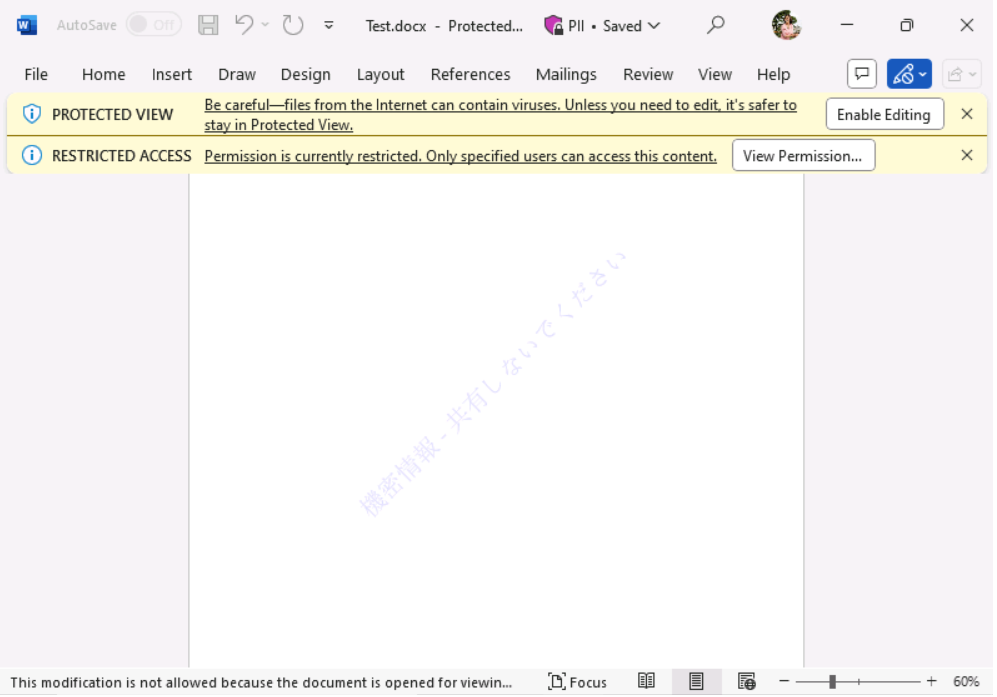 AutoSave Off Test.docx - Protected... PII • Saved
File Home Insert Draw Design Layout References Mailings Review View Help
PROTECTED VIEW Be careful—files from the Internet can contain viruses. Unless you need to edit, it's safer to
stay in Protected View. Enable Editing
RESTRICTED ACCESS Permission is currently restricted. Only specified users can access this content. View Permission...
機密情報 - 共有しないでください
This modification is not allowed because the document is opened for viewin... Focus 60%